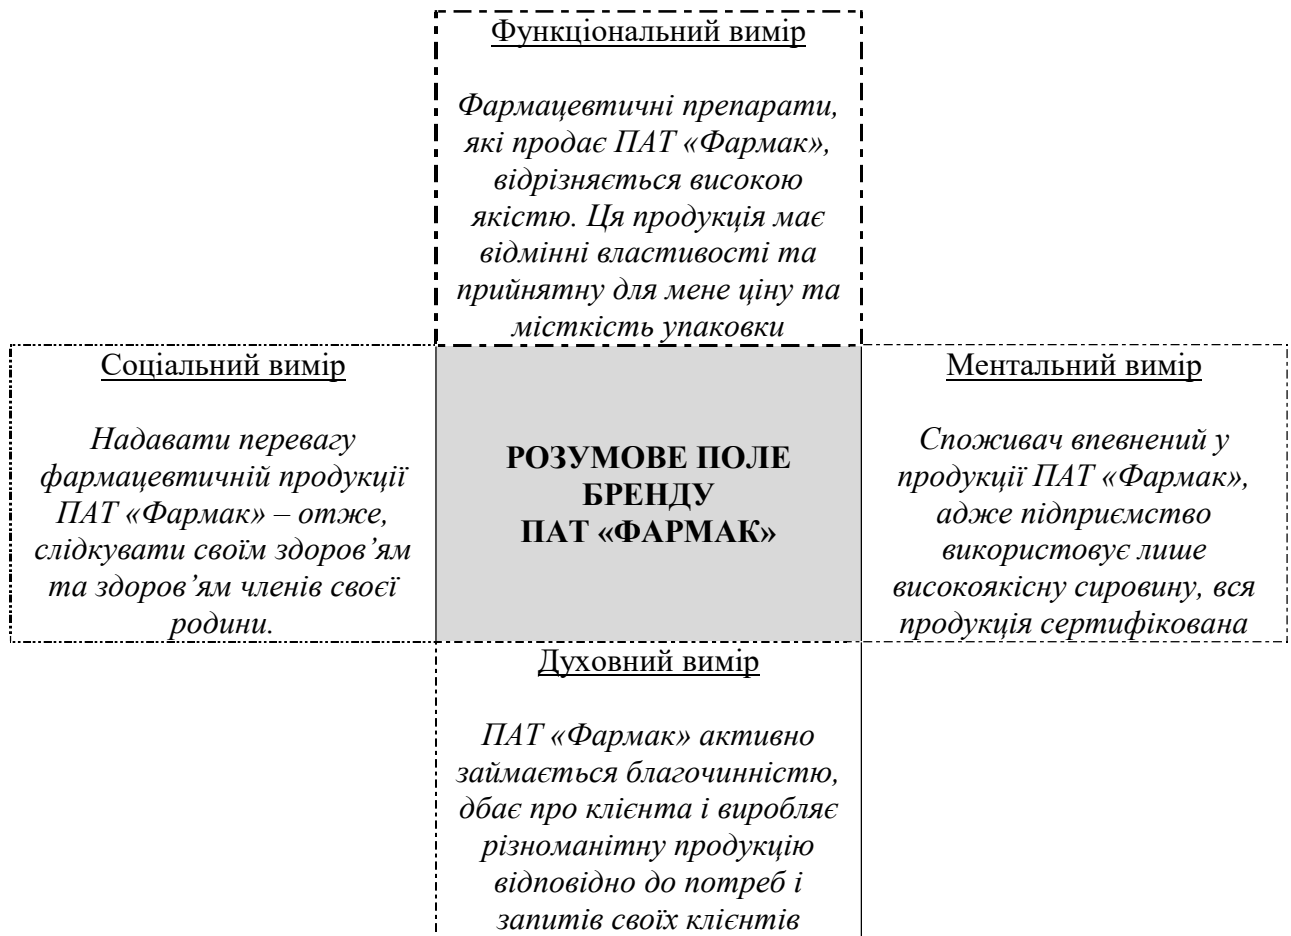 Функціональний вимір
Фармацевтичні препарати,
які продає ПАТ «Фармак»,
відрізняється високою
якістю. Ця продукція має
відмінні властивості та
прийнятну для мене ціну та
місткість упаковки
Соціальний вимір
Надавати перевагу
фармацевтичній продукції
ПАТ «Фармак» – отже,
слідкувати своїм здоров’ям
та здоров’ям членів своєї
родини.
РОЗУМОВЕ ПОЛЕ
БРЕНДУ
ПАТ «ФАРМАК»
Ментальний вимір
Споживач впевнений у
продукції ПАТ «Фармак»,
адже підприємство
використовує лише
високоякісну сировину, вся
продукція сертифікована
Духовний вимір
ПАТ «Фармак» активно
займається благочинністю,
дбає про клієнта і виробляє
різноманітну продукцію
відповідно до потреб і
запитів своїх клієнтів